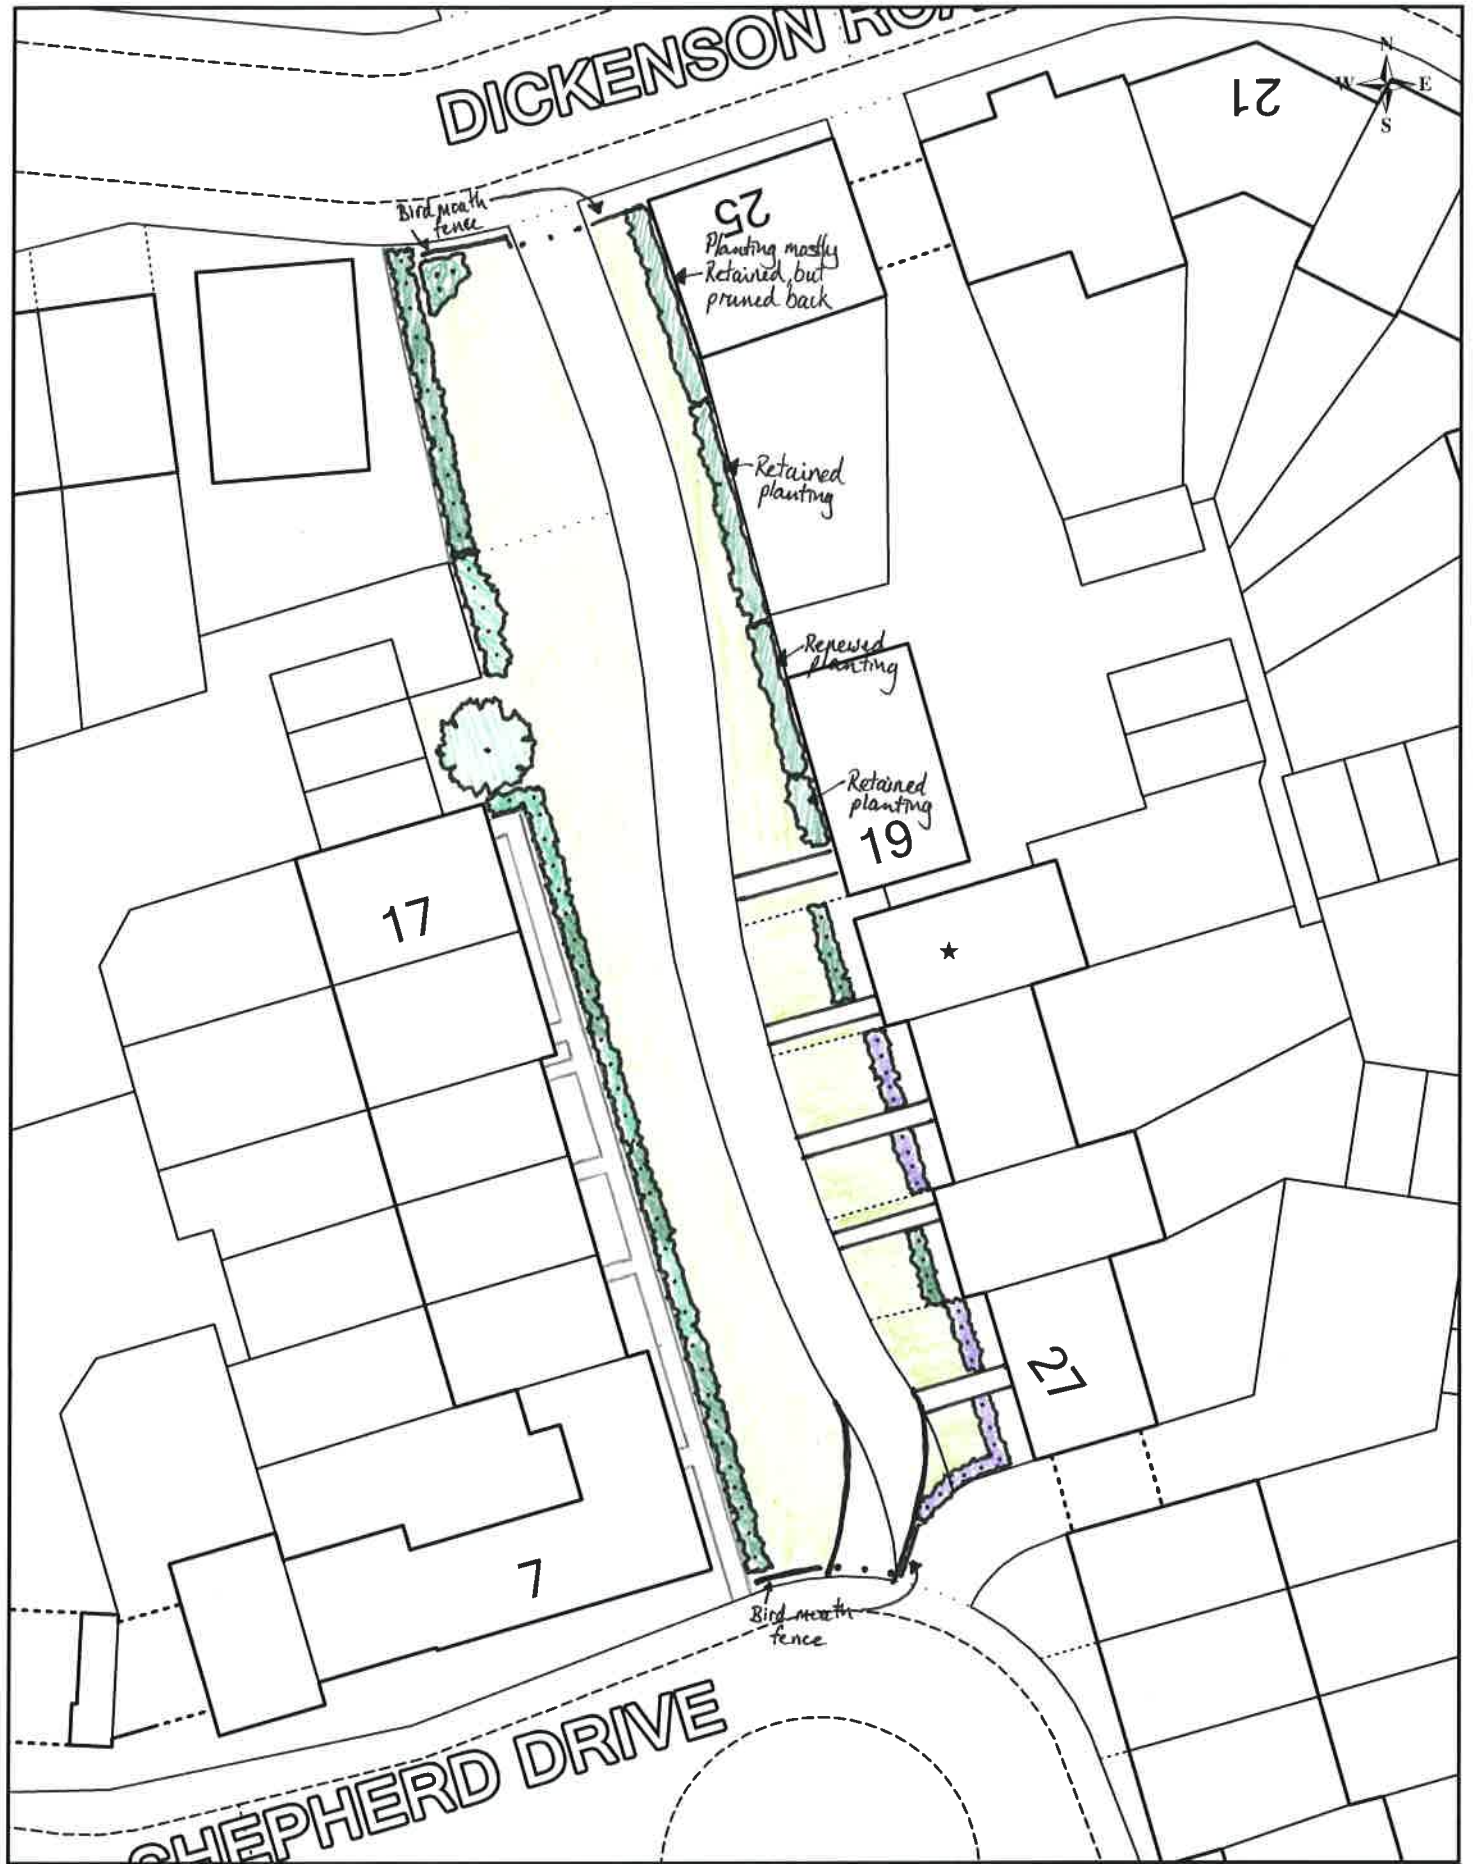 DICKENSON ROA
21
N
W E
S
Bird mouth
fence
25
Planting mostly
Retained, but
pruned back
Retained
planting
Renewed
planting
Retained
planting
19
17
27
7
Bird mouth
fence
SHEPHERD DRIVE